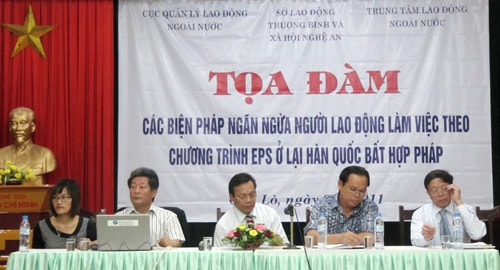 CỤC QUẢN LÝ LAO ĐỘNG
NGOÀI NƯỚC
SỞ LAO ĐỘNG
THƯƠNG BINH VÀ
XÃ HỘI NGHỆ AN
TRUNG TÂM LAO ĐỘNG
NGOÀI NƯỚC
TỌA ĐÀM
CÁC BIỆN PHÁP NGĂN NGỪA NGƯỜI LAO ĐỘNG LÀM VIỆC THEO
CHƯƠNG TRÌNH EPS Ở LẠI HÀN QUỐC BẤT HỢP PHÁP
Lò, ngày
CHÍ MINH